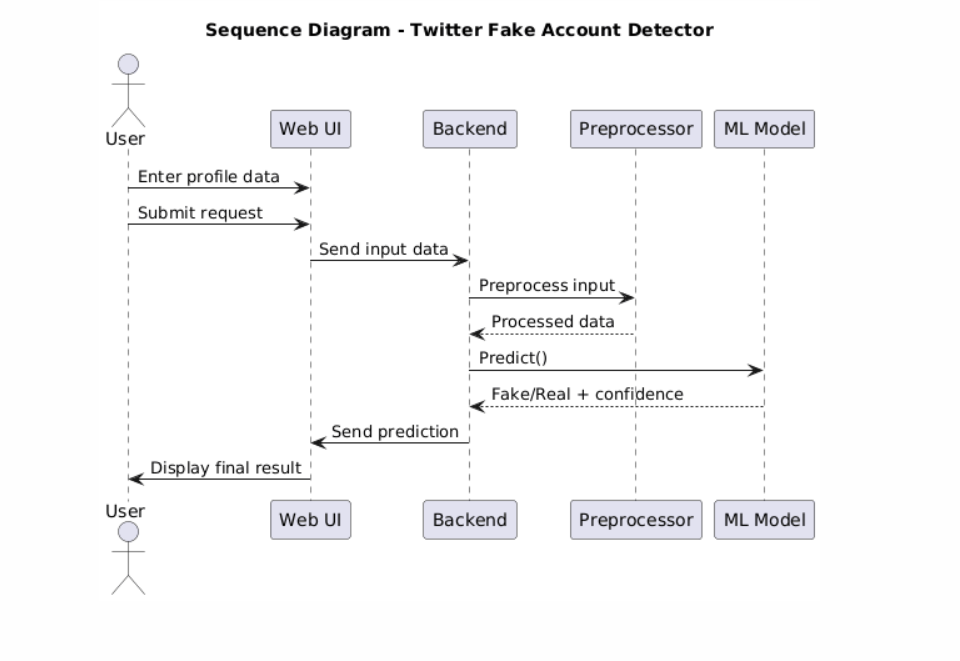 Sequence Diagram - Twitter Fake Account Detector
User
Web UI
Backend
Preprocessor
ML Model
Enter profile data
Submit request
Send input data
Preprocess input
Processed data
Predict()
Fake/Real + confidence
Send prediction
Display final result
User
Web UI
Backend
Preprocessor
ML Model